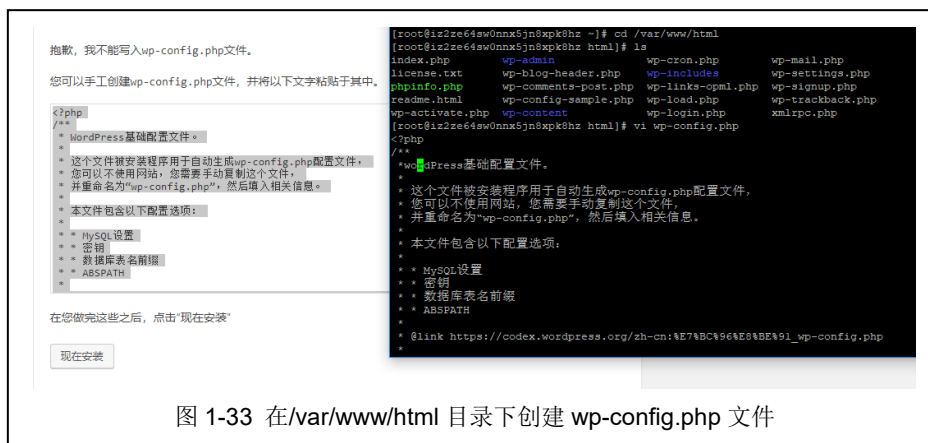 抱歉，我不能写入wp-config.php文件。
您可以手工创建wp-config.php文件，并将以下文字粘贴于其中。
<?php
/**
 * WordPress基础配置文件。
 *
 * 这个文件被安装程序用于自动生成wp-config.php配置文件，
 * 您可以不使用网站，您需要手动复制这个文件，
 * 并重命名为“wp-config.php”，然后填入相关信息。
 *
 * 本文件包含以下配置选项：
 *
 * * MySQL设置
 * * 密钥
 * * 数据库表名前缀
 * * ABSPATH
 *
在您做完这些之后，点击“现在安装”
现在安装
[root@iz2ze64sw0nnx5jn8xpk8hz ~]# cd /var/www/html
[root@iz2ze64sw0nnx5jn8xpk8hz html]# ls
index.php wp-admin wp-cron.php wp-mail.php
license.txt wp-blog-header.php wp-includes wp-settings.php
phpinfo.php wp-comments-post.php wp-links-opml.php wp-signup.php
readme.html wp-config-sample.php wp-load.php wp-trackback.php
wp-activate.php wp-content wp-login.php xmlrpc.php
[root@iz2ze64sw0nnx5jn8xpk8hz html]# vi wp-config.php
<?php
/**
 *wordPress基础配置文件。
 *
 * 这个文件被安装程序用于自动生成wp-config.php配置文件，
 * 您可以不使用网站，您需要手动复制这个文件，
 * 并重命名为“wp-config.php”，然后填入相关信息。
 *
 * 本文件包含以下配置选项：
 *
 * * MySQL设置
 * * 密钥
 * * 数据库表名前缀
 * * ABSPATH
 *
 * @link https://codex.wordpress.org/zh-cn:%E7%BC%96%E8%BE%91_wp-config.php
 *
图 1-33 在/var/www/html 目录下创建 wp-config.php 文件